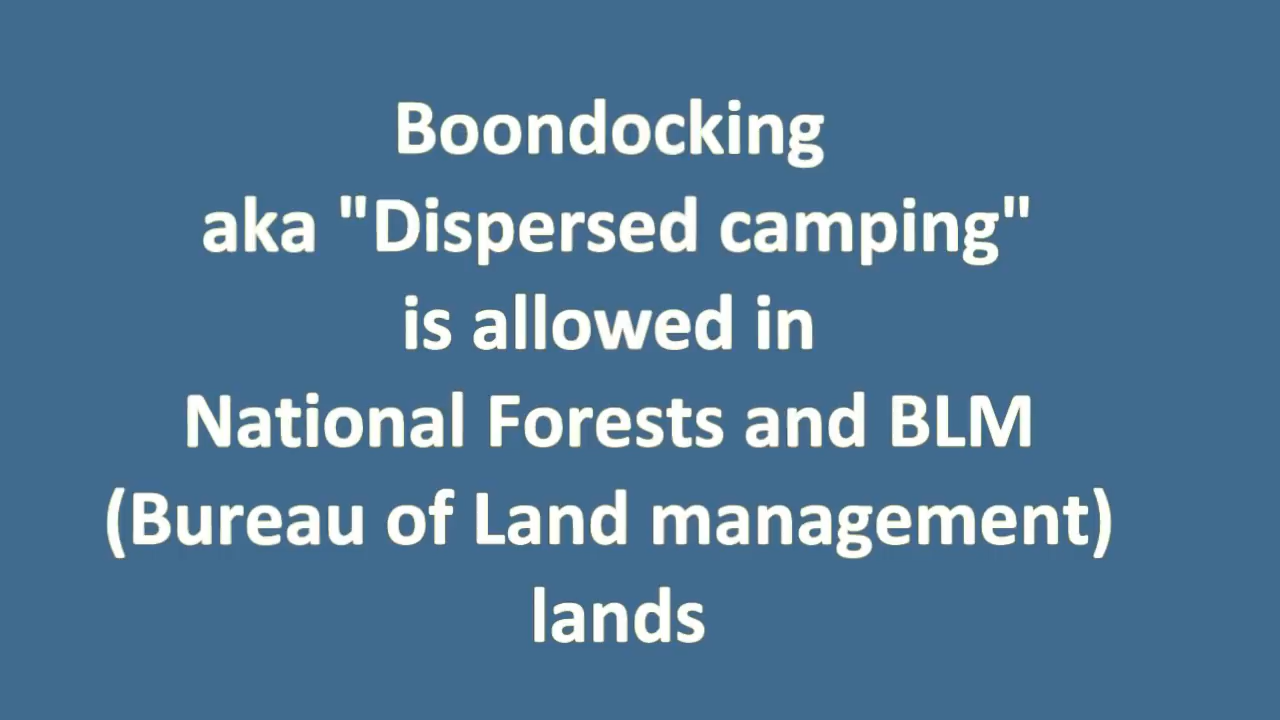 Boondocking
aka "Dispersed camping"
is allowed in
National Forests and BLM
(Bureau of Land management)
lands